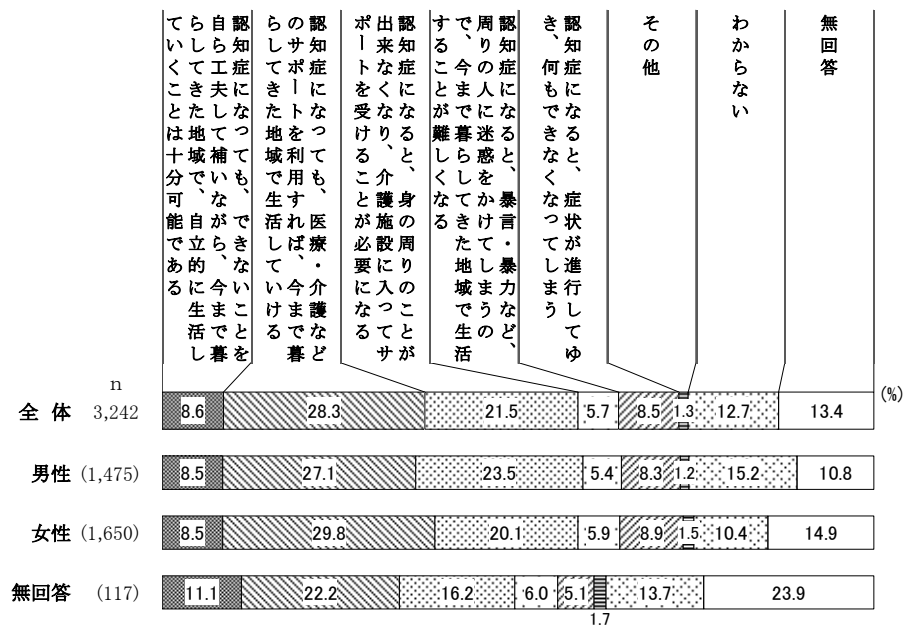 認知症になっても、できないことを
自ら工夫して補いながら、今まで暮
らしてきた地域で、自立的に生活し
ていくことは十分可能である
認知症になっても、医療・介護など
のサポートを利用すれば、今まで暮
らしてきた地域で生活していける
認知症になると、身の周りのことが
出来なくなり、介護施設に入ってサ
ポートを受けることが必要になる
認知症になると、暴言・暴力など、
周りの人に迷惑をかけてしまうの
で、今まで暮らしてきた地域で生活
することが難しくなる
認知症になると、症状が進行してゆ
き、何もできなくなってしまう
その他
わからない
無回答
n
(%)
全 体 3,242 8.6 28.3 21.5 5.7 8.5 1.3 12.7 13.4
男性 (1,475) 8.5 27.1 23.5 5.4 8.3 1.2 15.2 10.8
女性 (1,650) 8.5 29.8 20.1 5.9 8.9 1.5 10.4 14.9
無回答 (117) 11.1 22.2 16.2 6.0 5.1 13.7 23.9
1.7